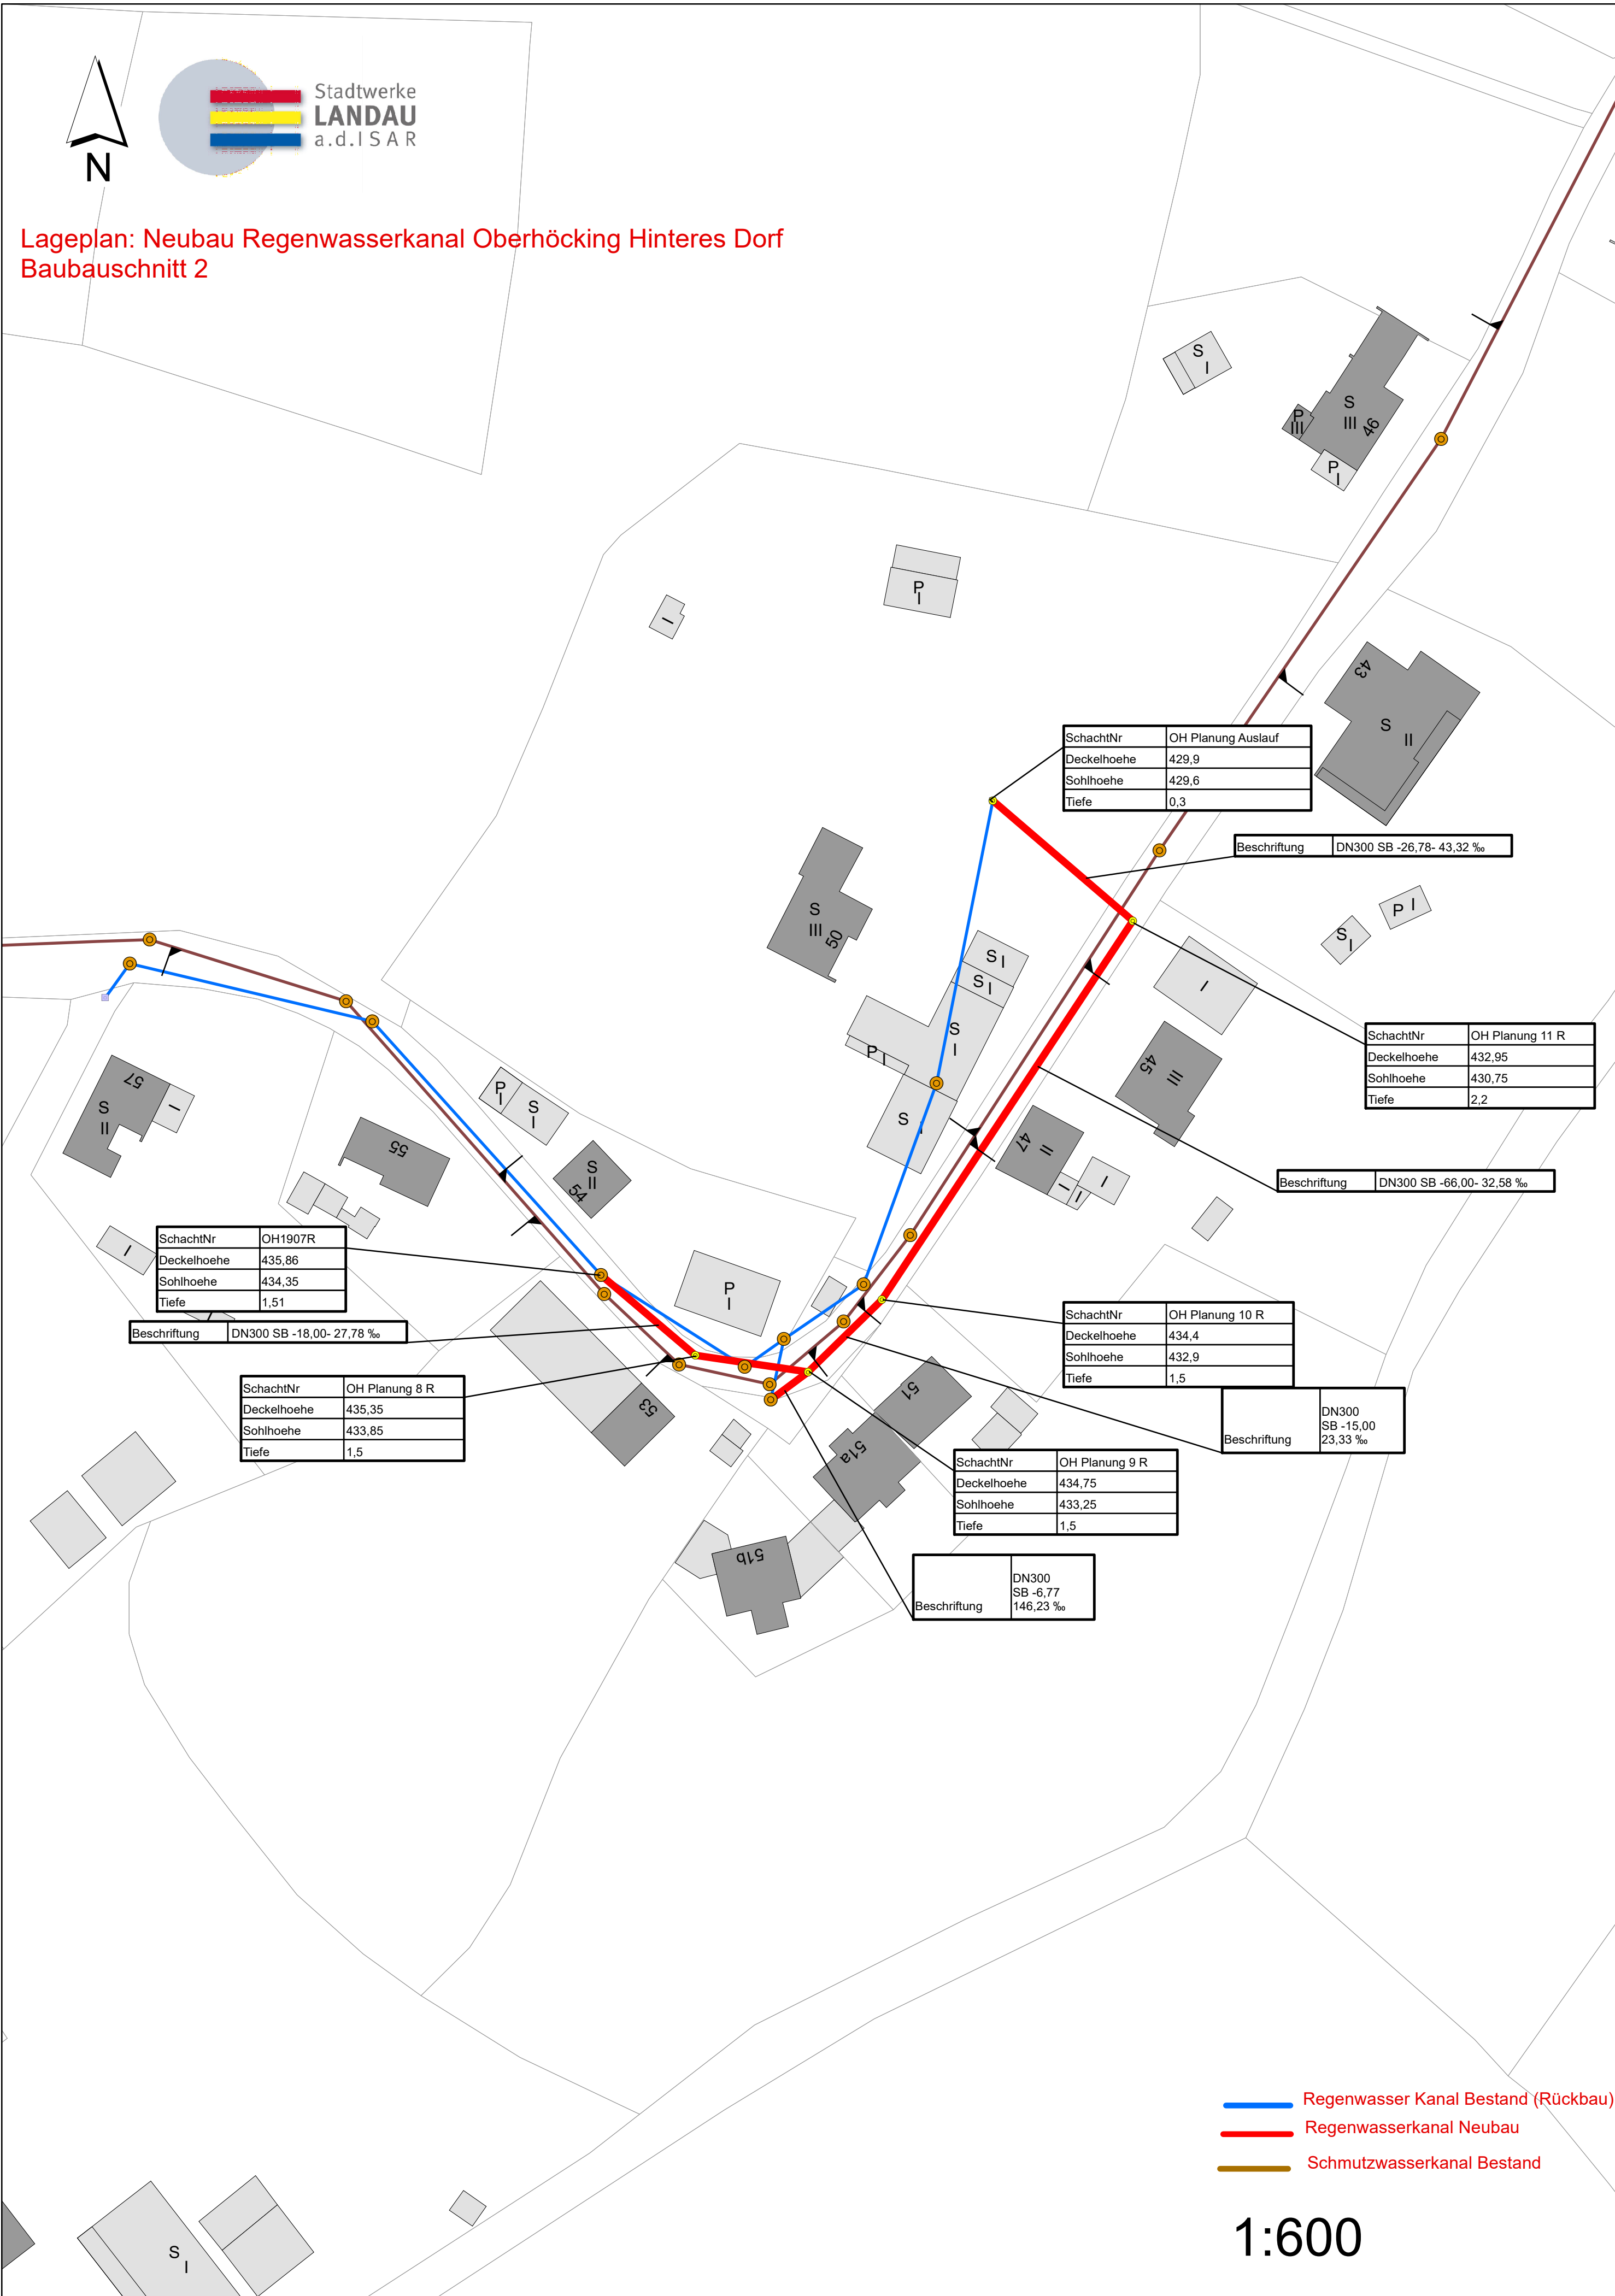 Stadtwerke
LANDAU
a.d.ISAR
N
Lageplan: Neubau Regenwasserkanal Oberhöcking Hinteres Dorf
Baubauschnitt 2
S
I
S
III
46
P
III
P
I
P
I
I
43
S
II
SchachtNr OH Planung Auslauf
Deckelhoehe 429,9
Sohlhoehe 429,6
Tiefe 0,3
Beschriftung DN300 SB -26,78- 43,32 ‰
S
III
50
P I
S
I
S I
S I
I
S
I
P I
S
I
SchachtNr OH Planung 11 R
Deckelhoehe 432,95
Sohlhoehe 430,75
Tiefe 2,2
45
III
57
S
II
I
P
I
S
I
55
S
II
54
47
II
I
I
I
Beschriftung DN300 SB -66,00- 32,58 ‰
SchachtNr OH1907R
Deckelhoehe 435,86
Sohlhoehe 434,35
Tiefe 1,51
I
P
I
Beschriftung DN300 SB -18,00- 27,78 ‰
SchachtNr OH Planung 10 R
Deckelhoehe 434,4
Sohlhoehe 432,9
Tiefe 1,5
SchachtNr OH Planung 8 R
Deckelhoehe 435,35
Sohlhoehe 433,85
Tiefe 1,5
53
51
51a
DN300
SB -15,00
Beschriftung 23,33 ‰
SchachtNr OH Planung 9 R
Deckelhoehe 434,75
Sohlhoehe 433,25
Tiefe 1,5
51b
DN300
SB -6,77
Beschriftung 146,23 ‰
Regenwasser Kanal Bestand (Rückbau)
Regenwasserkanal Neubau
Schmutzwasserkanal Bestand
S
I
1:600